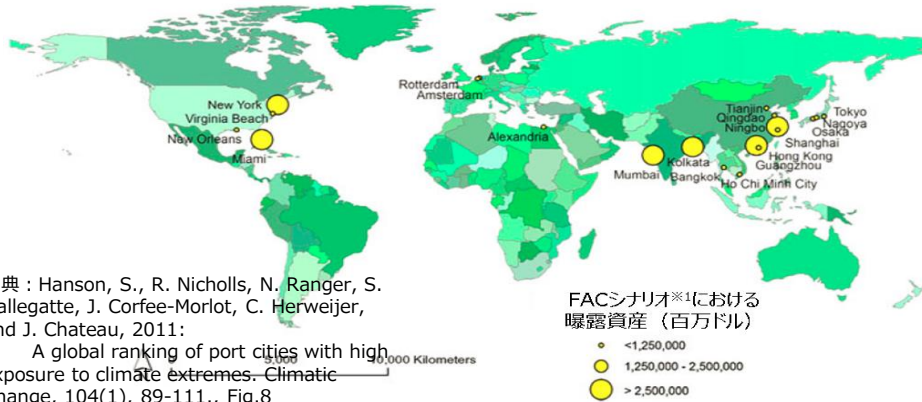 New York
Virginia Beach
New Orleans
Miami
Rotterdam
Amsterdam
Alexandria
Mumbai
Kolkata
Bangkok
Ho Chi Minh City
Tianjin
Qingdao
Ningbo
Tokyo
Nagoya
Osaka
Shanghai
Hong Kong
Guangzhou
典：Hanson, S., R. Nicholls, N. Ranger, S.
allegatte, J. Corfee-Morlot, C. Herweijer,
nd J. Chateau, 2011:
A global ranking of port cities with high
xposure to climate extremes. Climatic
hange, 104(1), 89-111., Fig.8
5,000
10,000 Kilometers
FACシナリオ※1における
曝露資産（百万ドル）
<1,250,000
1,250,000 - 2,500,000
> 2,500,000